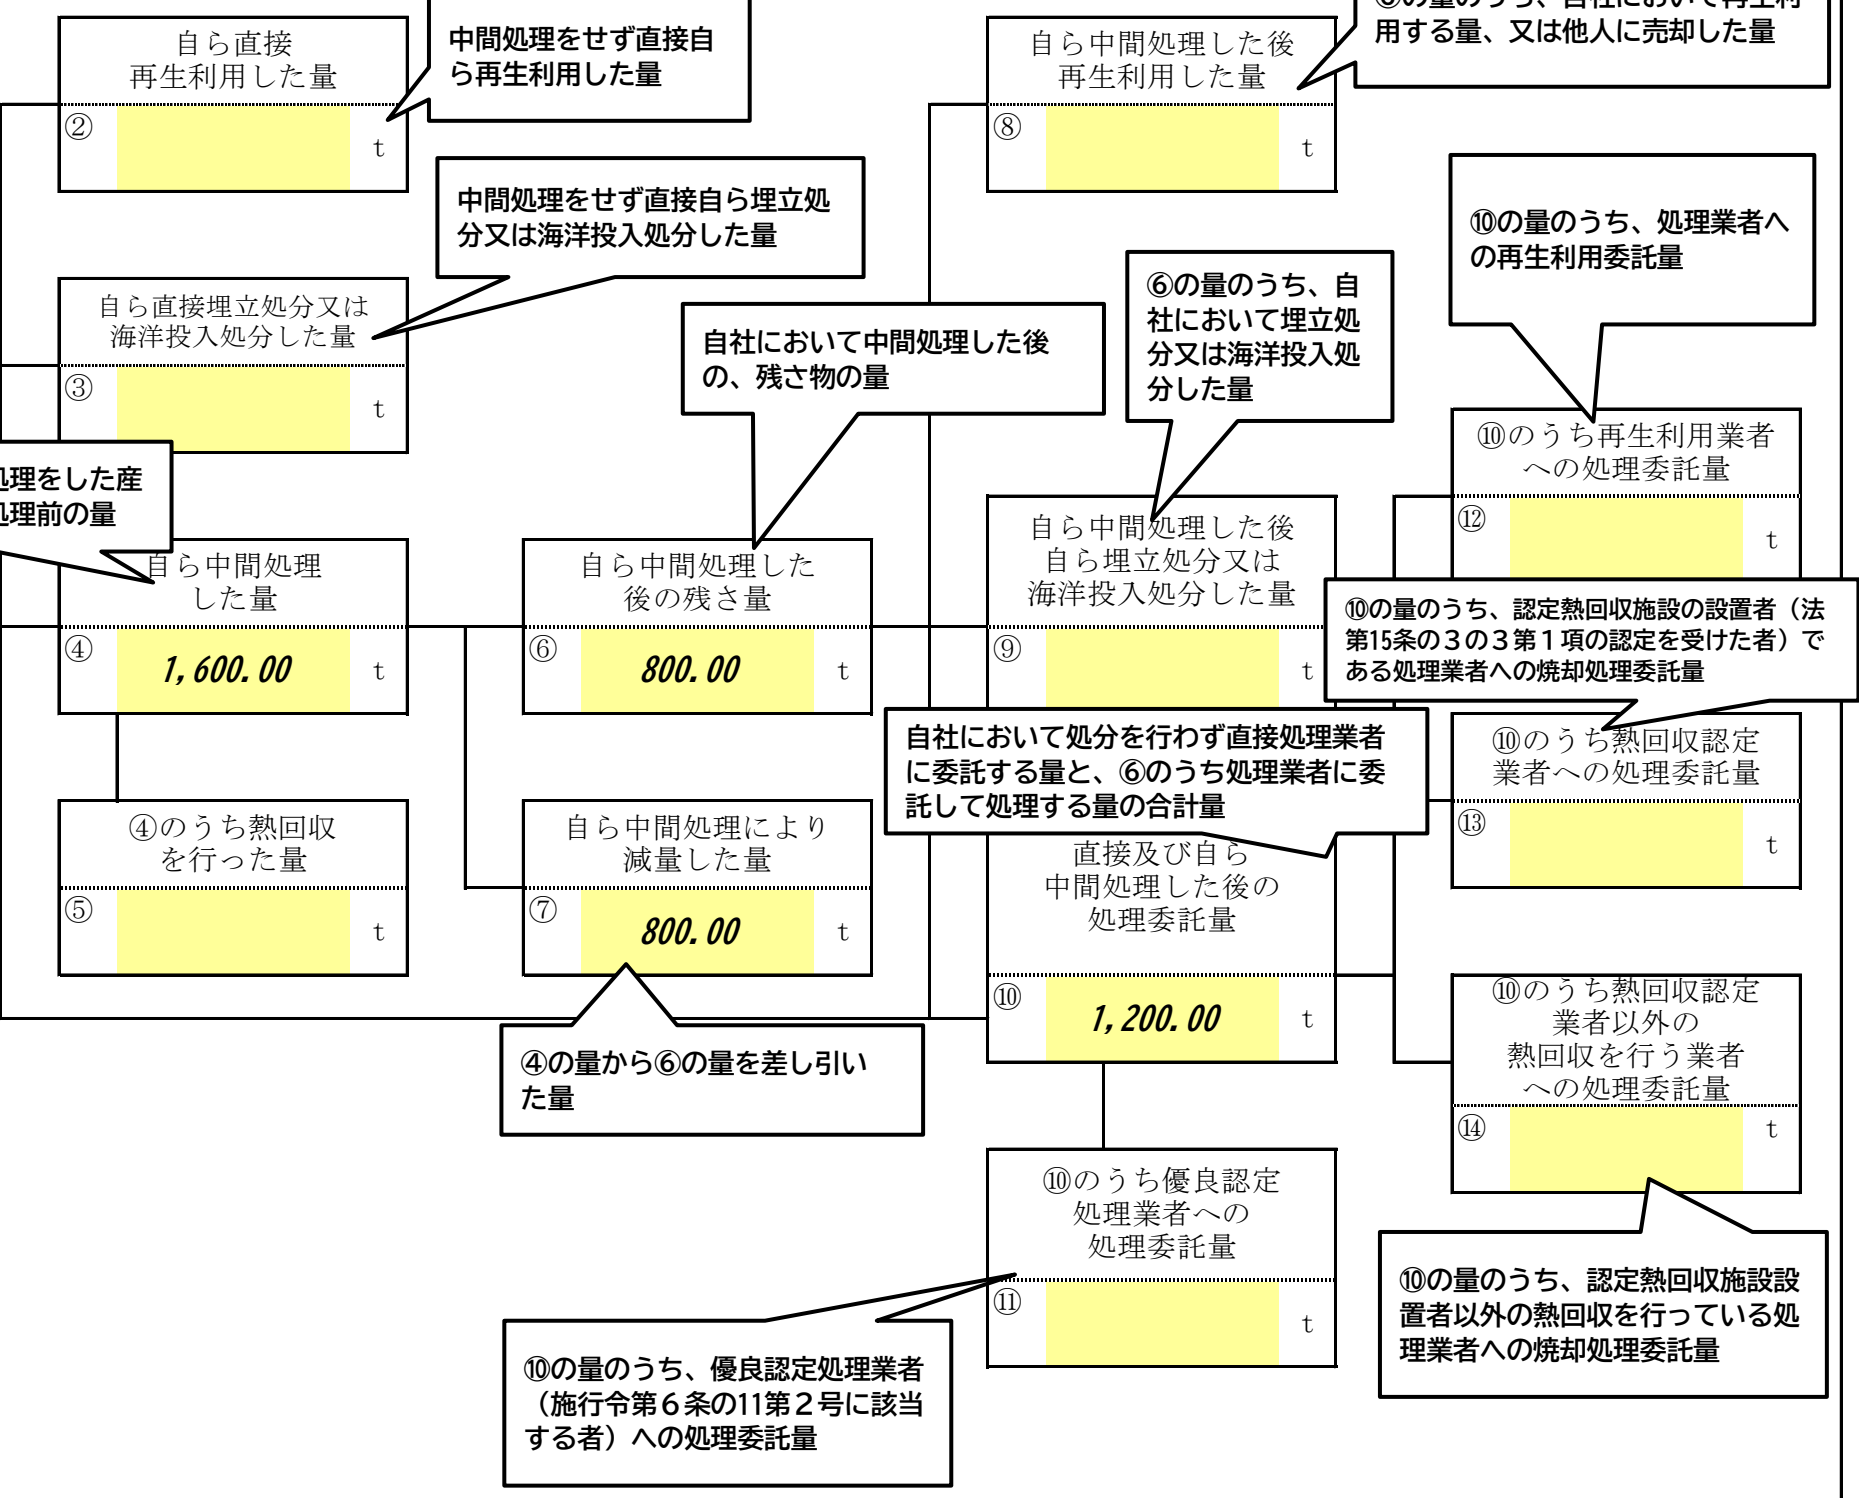 自ら直接
再生利用した量
②
t
中間処理をせず直接自
ら再生利用した量
自ら中間処理した後
再生利用した量
⑧
t
用する量、又は他人に売却した量
中間処理をせず直接自ら埋立処
分又は海洋投入処分した量
自ら直接埋立処分又は
海洋投入処分した量
③
t
⑩の量のうち、処理業者へ
の再生利用委託量
⑥の量のうち、自
社において埋立処
分又は海洋投入処
分した量
自社において中間処理した後
の、残さ物の量
⑩のうち再生利用業者
への処理委託量
⑫
t
処理をした産
処理前の量
自ら中間処理
した量
④
1,600.00
t
自ら中間処理した
後の残さ量
⑥
800.00
t
自ら中間処理した後
自ら埋立処分又は
海洋投入処分した量
⑨
t
⑩の量のうち、認定熱回収施設の設置者（法
第15条の３の３第１項の認定を受けた者）で
ある処理業者への焼却処理委託量
自社において処分を行わず直接処理業者
に委託する量と、⑥のうち処理業者に委
託して処理する量の合計量
⑩のうち熱回収認定
業者への処理委託量
⑬
t
④のうち熱回収
を行った量
⑤
t
自ら中間処理により
減量した量
⑦
800.00
t
直接及び自ら
中間処理した後の
処理委託量
⑩
1,200.00
t
④の量から⑥の量を差し引い
た量
⑩のうち熱回収認定
業者以外の
熱回収を行う業者
への処理委託量
⑭
t
⑩のうち優良認定
処理業者への
処理委託量
⑪
t
⑩の量のうち、優良認定処理業者
（施行令第６条の11第２号に該当
する者）への処理委託量
⑩の量のうち、認定熱回収施設設
置者以外の熱回収を行っている処
理業者への焼却処理委託量